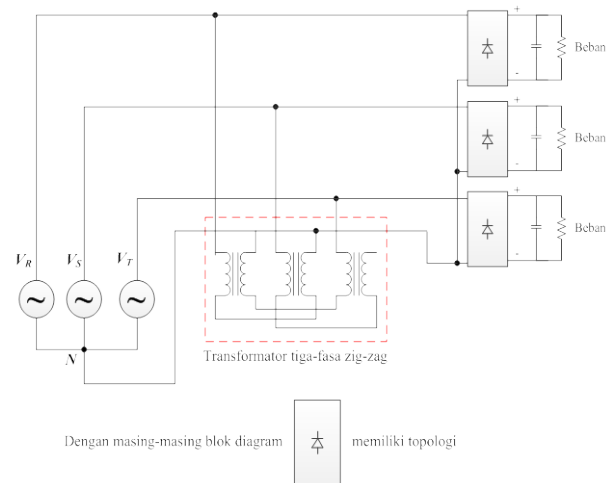 +
Beban
-
+
Beban
-
+
Beban
-
V_R V_S V_T
N
Transformator tiga-fasa zig-zag
Dengan masing-masing blok diagram memiliki topologi